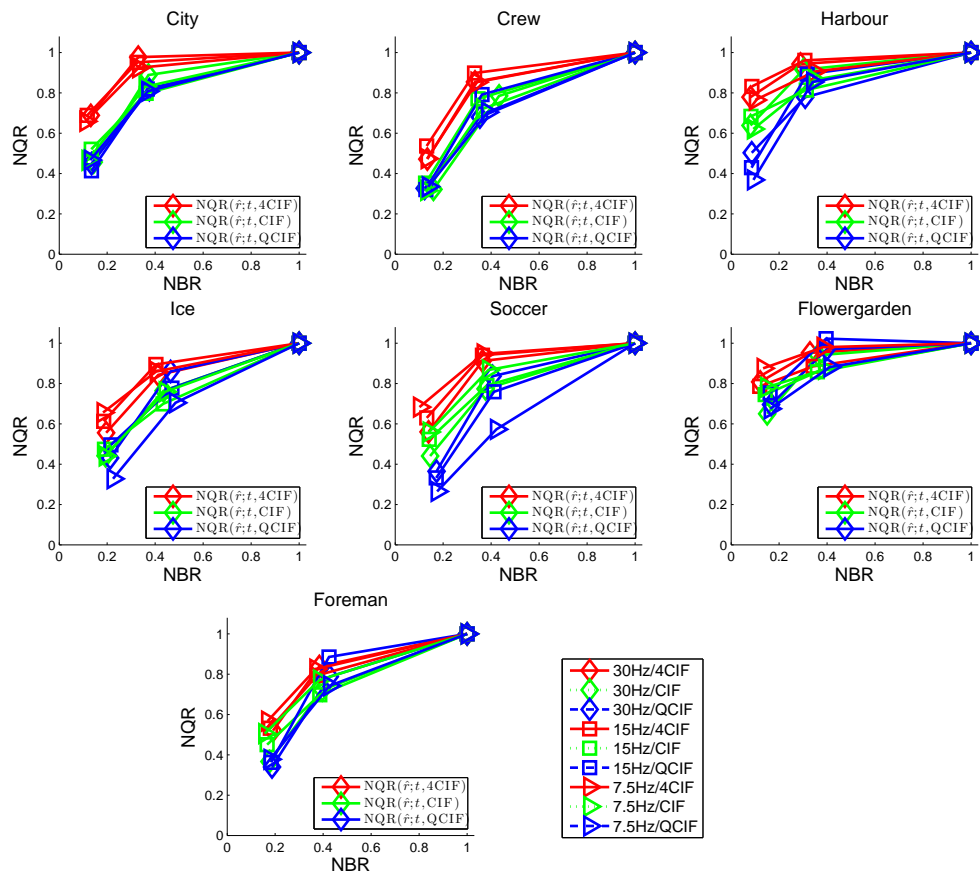 City
NQR
1
0.8
0.6
0.4
0.2
0
0 0.2 0.4 0.6 0.8 1
NBR
NQR(r̂;t,4CIF)
NQR(r̂;t,CIF)
NQR(r̂;t,QCIF)
Crew
NQR
1
0.8
0.6
0.4
0.2
0
0 0.2 0.4 0.6 0.8 1
NBR
NQR(r̂;t,4CIF)
NQR(r̂;t,CIF)
NQR(r̂;t,QCIF)
Harbour
NQR
1
0.8
0.6
0.4
0.2
0
0 0.2 0.4 0.6 0.8 1
NBR
NQR(r̂;t,4CIF)
NQR(r̂;t,CIF)
NQR(r̂;t,QCIF)
Ice
NQR
1
0.8
0.6
0.4
0.2
0
0 0.2 0.4 0.6 0.8 1
NBR
NQR(r̂;t,4CIF)
NQR(r̂;t,CIF)
NQR(r̂;t,QCIF)
Soccer
NQR
1
0.8
0.6
0.4
0.2
0
0 0.2 0.4 0.6 0.8 1
NBR
NQR(r̂;t,4CIF)
NQR(r̂;t,CIF)
NQR(r̂;t,QCIF)
Flowergarden
NQR
1
0.8
0.6
0.4
0.2
0
0 0.2 0.4 0.6 0.8 1
NBR
NQR(r̂;t,4CIF)
NQR(r̂;t,CIF)
NQR(r̂;t,QCIF)
Foreman
NQR
1
0.8
0.6
0.4
0.2
0
0 0.2 0.4 0.6 0.8 1
NBR
NQR(r̂;t,4CIF)
NQR(r̂;t,CIF)
NQR(r̂;t,QCIF)
30Hz/4CIF
30Hz/CIF
30Hz/QCIF
15Hz/4CIF
15Hz/CIF
15Hz/QCIF
7.5Hz/4CIF
7.5Hz/CIF
7.5Hz/QCIF